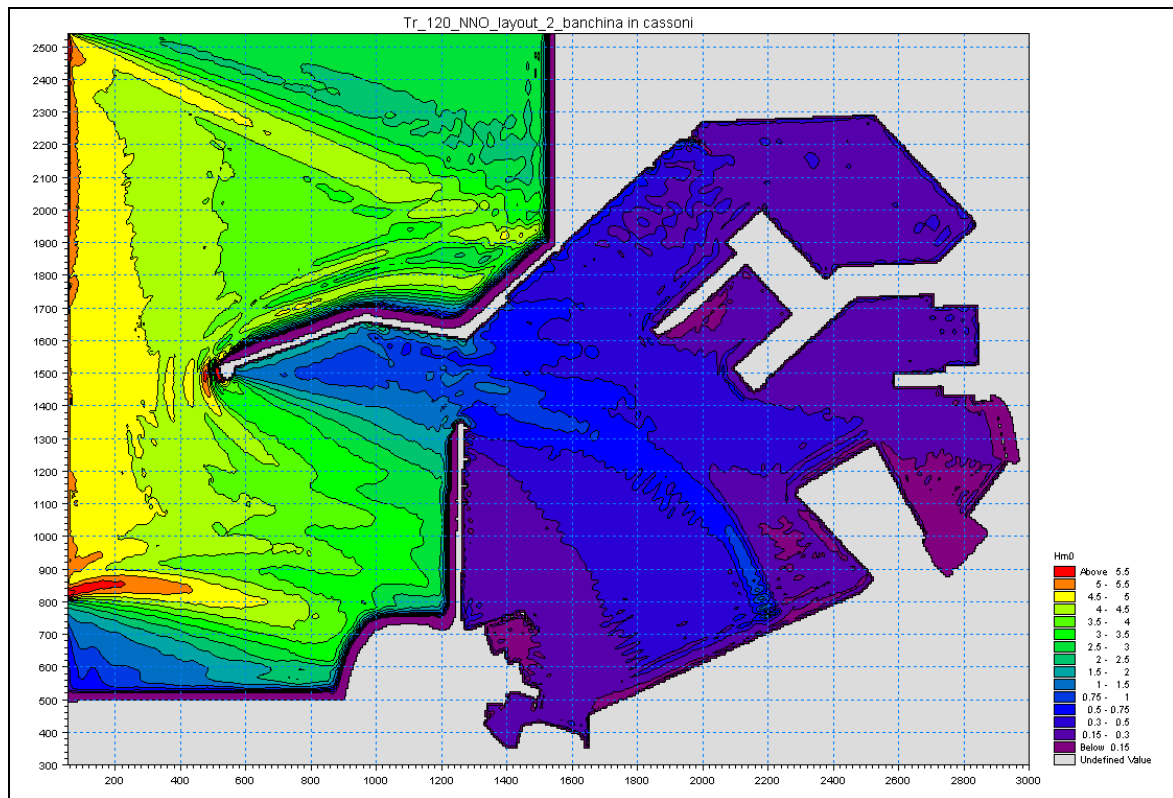 Tr_120_NNO_layout_2_banchina in cassoni
2500
2400
2300
2200
2100
2000
1900
1800
1700
1600
1500
1400
1300
1200
1100
1000
900
800
700
600
500
400
300
200 400 600 800 1000 1200 1400 1600 1800 2000 2200 2400 2600 2800 3000
Hm0
Above 5.5
5 - 5.5
4.5 - 5
4 - 4.5
3.5 - 4
3 - 3.5
2.5 - 3
2 - 2.5
1.5 - 2
1 - 1.5
0.75 - 1
0.5 - 0.75
0.3 - 0.5
0.15 - 0.3
Below 0.15
Undefined Value